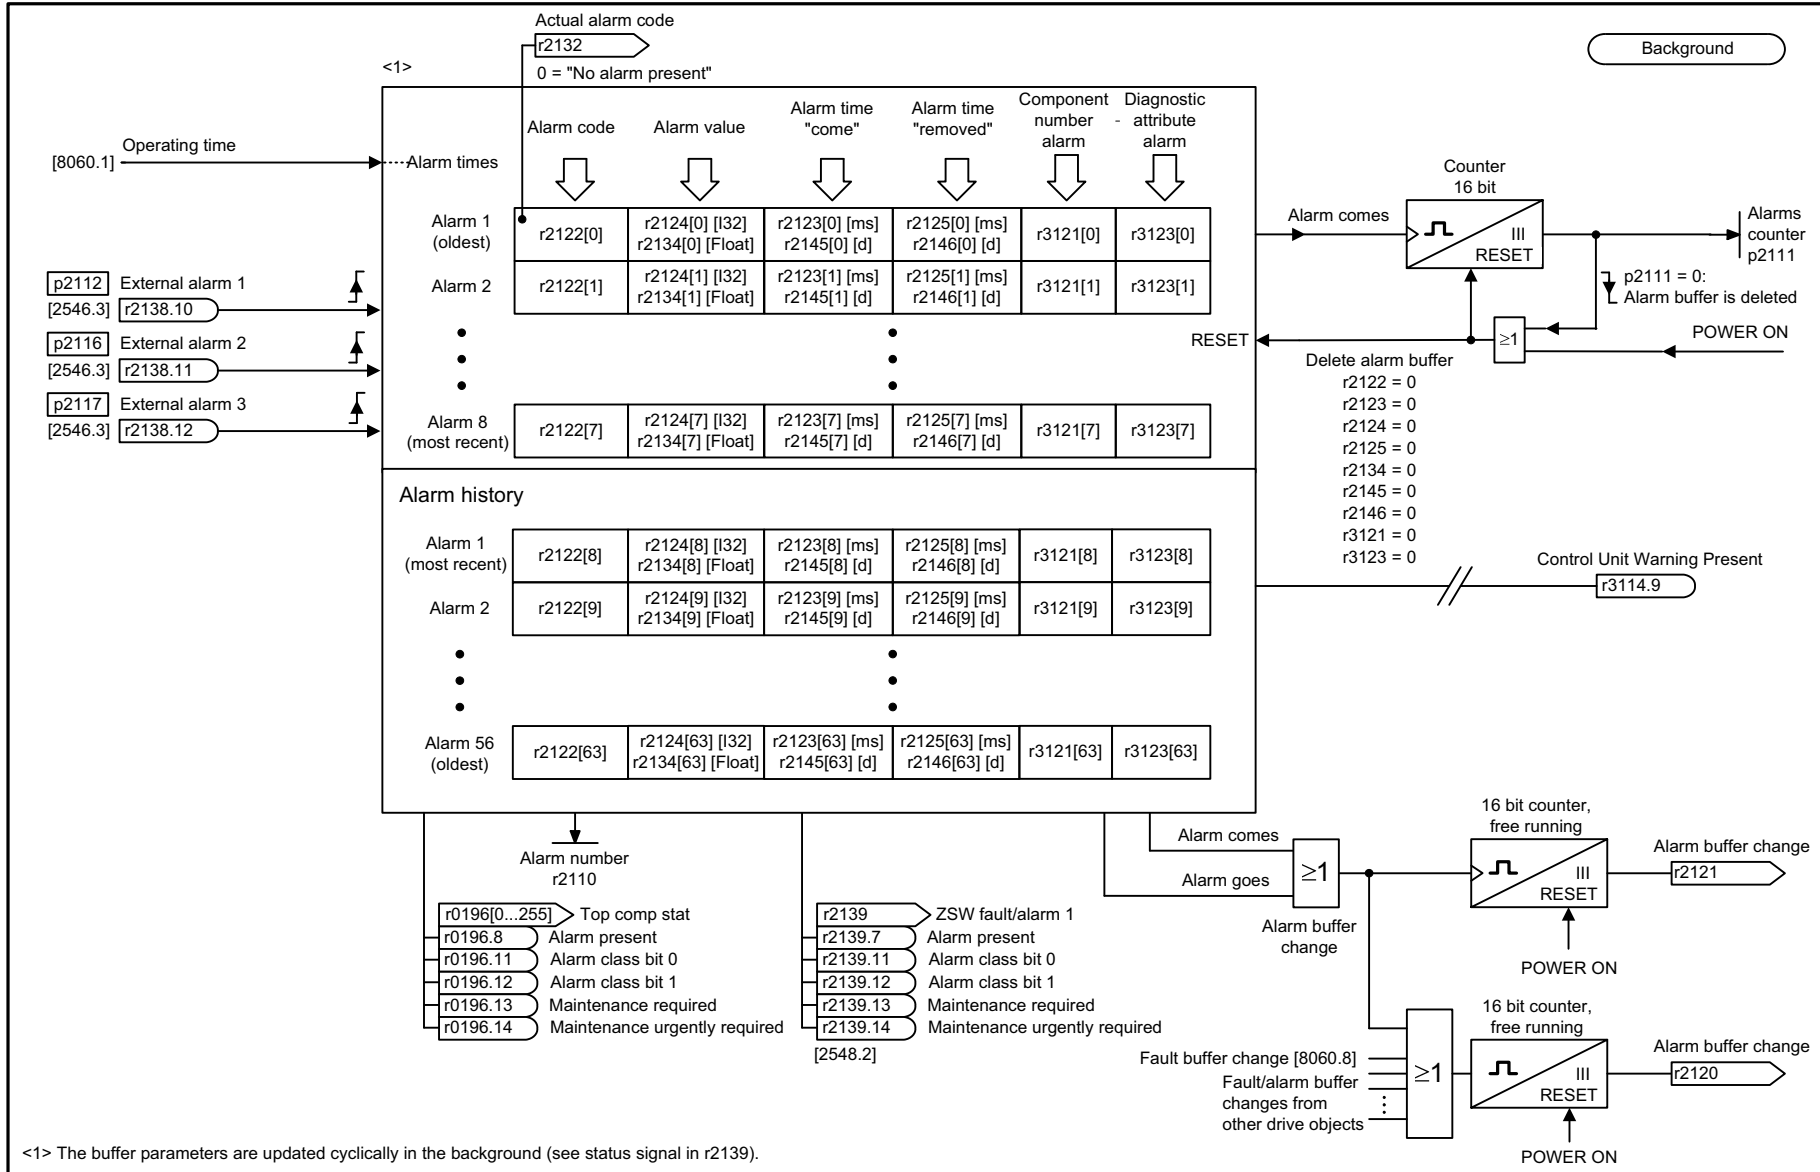 Actual alarm code
r2132
0 = "No alarm present"
Background
<1>
[8060.1]
Operating time
Alarm times
Alarm code
Alarm value
Alarm time
"come"
Alarm time
"removed"
Component
number
alarm
-
Diagnostic
attribute
alarm
Alarm 1
(oldest)
r2122[0]
r2124[0] [I32]
r2134[0] [Float]
r2123[0] [ms]
r2145[0] [d]
r2125[0] [ms]
r2146[0] [d]
r3121[0]
r3123[0]
Alarm 2
r2122[1]
r2124[1] [I32]
r2134[1] [Float]
r2123[1] [ms]
r2145[1] [d]
r2125[1] [ms]
r2146[1] [d]
r3121[1]
r3123[1]
Alarm 8
(most recent)
r2122[7]
r2124[7] [I32]
r2134[7] [Float]
r2123[7] [ms]
r2145[7] [d]
r2125[7] [ms]
r2146[7] [d]
r3121[7]
r3123[7]
p2112
External alarm 1
[2546.3]
r2138.10
p2116
External alarm 2
[2546.3]
r2138.11
p2117
External alarm 3
[2546.3]
r2138.12
Alarm comes
Counter
16 bit
III
RESET
Alarms
counter
p2111
p2111 = 0:
Alarm buffer is deleted
≥1
POWER ON
RESET
Delete alarm buffer
r2122 = 0
r2123 = 0
r2124 = 0
r2125 = 0
r2134 = 0
r2145 = 0
r2146 = 0
r3121 = 0
r3123 = 0
Control Unit Warning Present
r3114.9
Alarm history
Alarm 1
(most recent)
r2122[8]
r2124[8] [I32]
r2134[8] [Float]
r2123[8] [ms]
r2145[8] [d]
r2125[8] [ms]
r2146[8] [d]
r3121[8]
r3123[8]
Alarm 2
r2122[9]
r2124[9] [I32]
r2134[9] [Float]
r2123[9] [ms]
r2145[9] [d]
r2125[9] [ms]
r2146[9] [d]
r3121[9]
r3123[9]
Alarm 56
(oldest)
r2122[63]
r2124[63] [I32]
r2134[63] [Float]
r2123[63] [ms]
r2145[63] [d]
r2125[63] [ms]
r2146[63] [d]
r3121[63]
r3123[63]
Alarm number
r2110
r0196[0...255]
Top comp stat
r0196.8
Alarm present
r0196.11
Alarm class bit 0
r0196.12
Alarm class bit 1
r0196.13
Maintenance required
r0196.14
Maintenance urgently required
r2139
ZSW fault/alarm 1
r2139.7
Alarm present
r2139.11
Alarm class bit 0
r2139.12
Alarm class bit 1
r2139.13
Maintenance required
r2139.14
Maintenance urgently required
[2548.2]
Alarm comes
Alarm goes
≥1
Alarm buffer
change
16 bit counter,
free running
III
RESET
POWER ON
Alarm buffer change
r2121
Fault buffer change [8060.8]
Fault/alarm buffer
changes from
other drive objects
≥1
16 bit counter,
free running
III
RESET
POWER ON
Alarm buffer change
r2120
<1> The buffer parameters are updated cyclically in the background (see status signal in r2139).